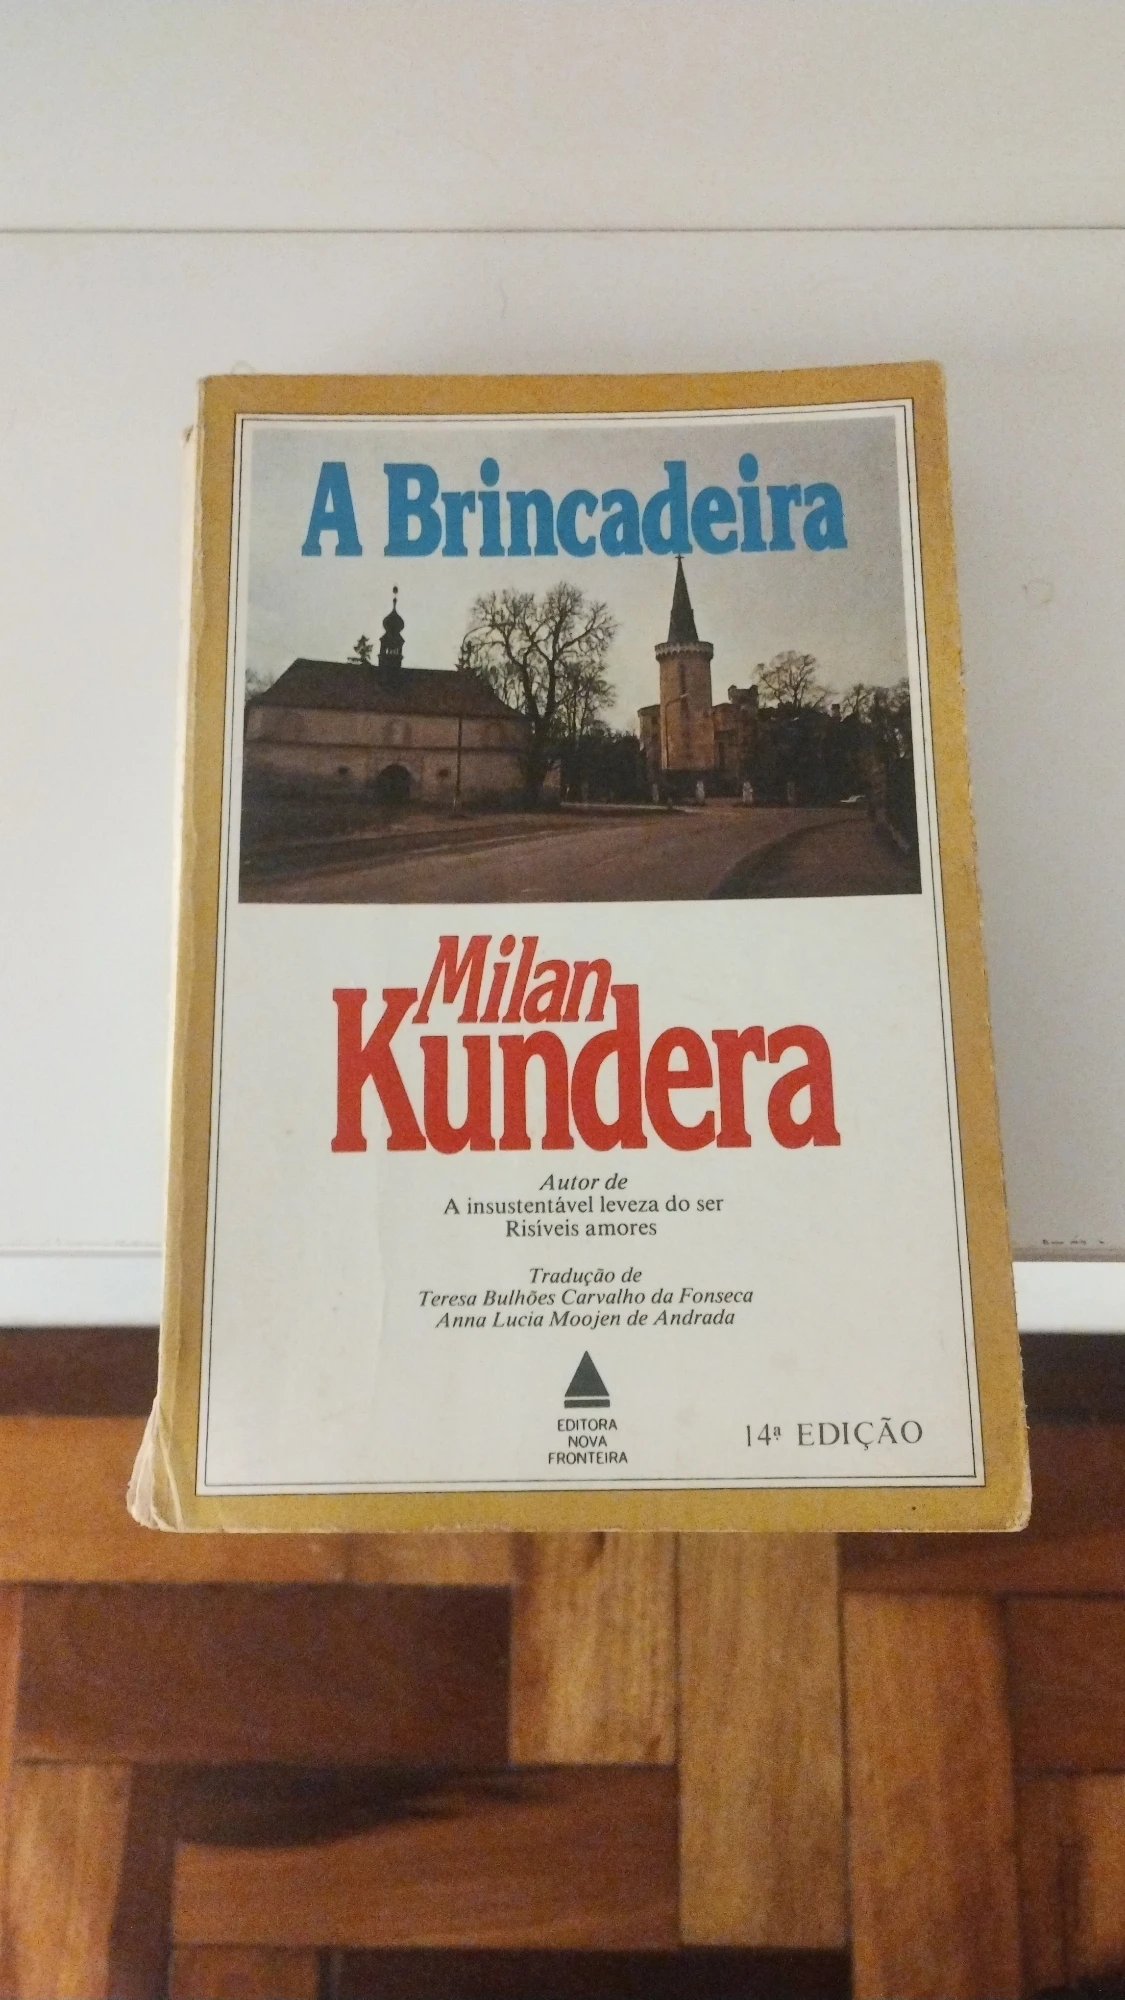 A Brincadeira
Milan
Kundera
Autor de
A insustentável leveza do ser
Risíveis amores
Tradução de
Teresa Bulhões Carvalho da Fonseca
Anna Lucia Moojen de Andrada
EDITORA
NOVA
FRONTEIRA
14ª EDIÇÃO